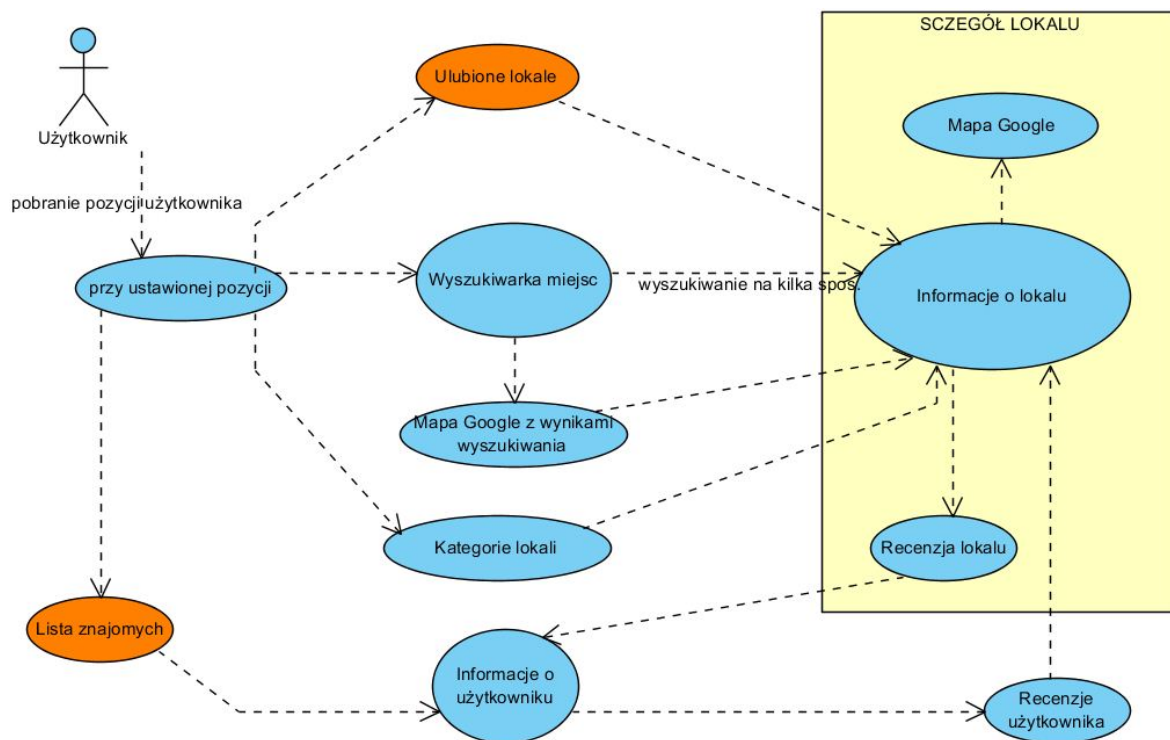 SCZEGÓŁ LOKALU
Ulubione lokale
Mapa Google
Użytkownik
pobranie pozycji użytkownika
przy ustawionej pozycji
Wyszukiwarka miejsc
wyszukiwanie na kilka spos.
Informacje o lokalu
Mapa Google z wynikami
wyszukiwania
Kategorie lokali
Recenzja lokalu
Lista znajomych
Informacje o
użytkowniku
Recenzje
użytkownika